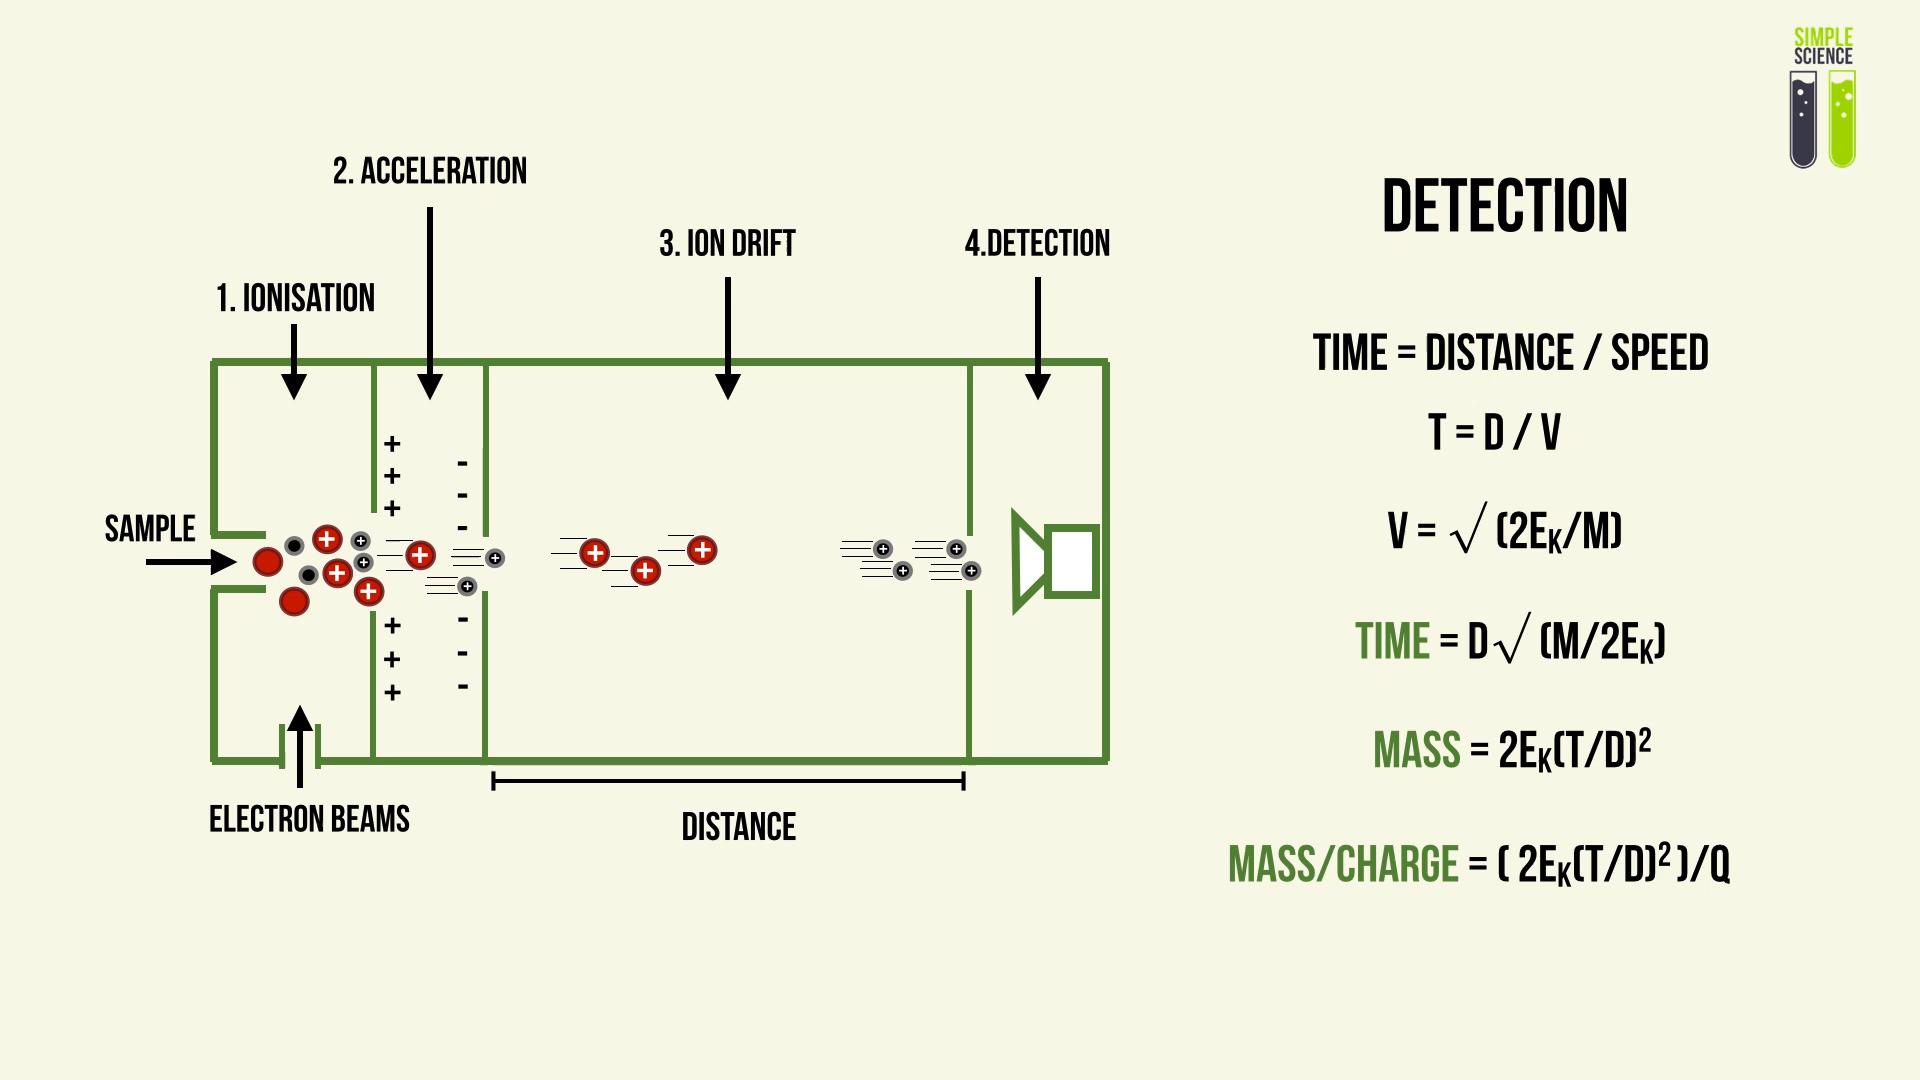 SIMPLE
SCIENCE
2. ACCELERATION
3. ION DRIFT
4.DETECTION
1. IONISATION
SAMPLE
+
+
+
-
-
-
+
+
+
-
-
-
ELECTRON BEAMS
DISTANCE
DETECTION
TIME = DISTANCE / SPEED
T = D / V
V = √ (2EK/M)
TIME = D√ (M/2EK)
MASS = 2EK(T/D)²
MASS/CHARGE = ( 2EK(T/D)² )/Q